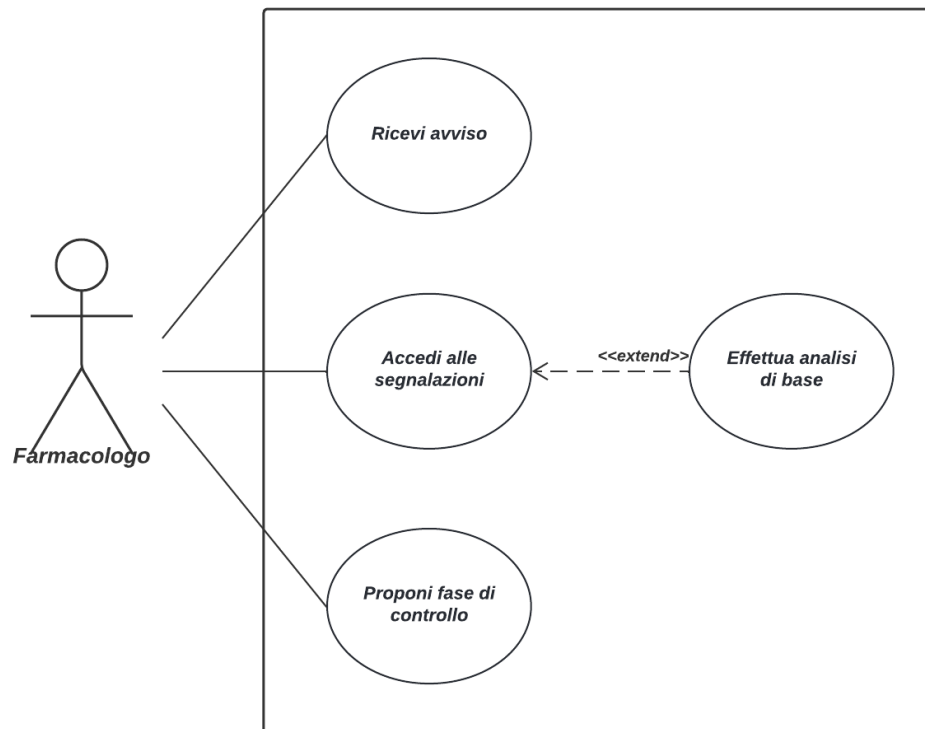 Ricevi avviso
Accedi alle
segnalazioni
<<extend>>
Effettua analisi
di base
Farmacologo
Proponi fase di
controllo